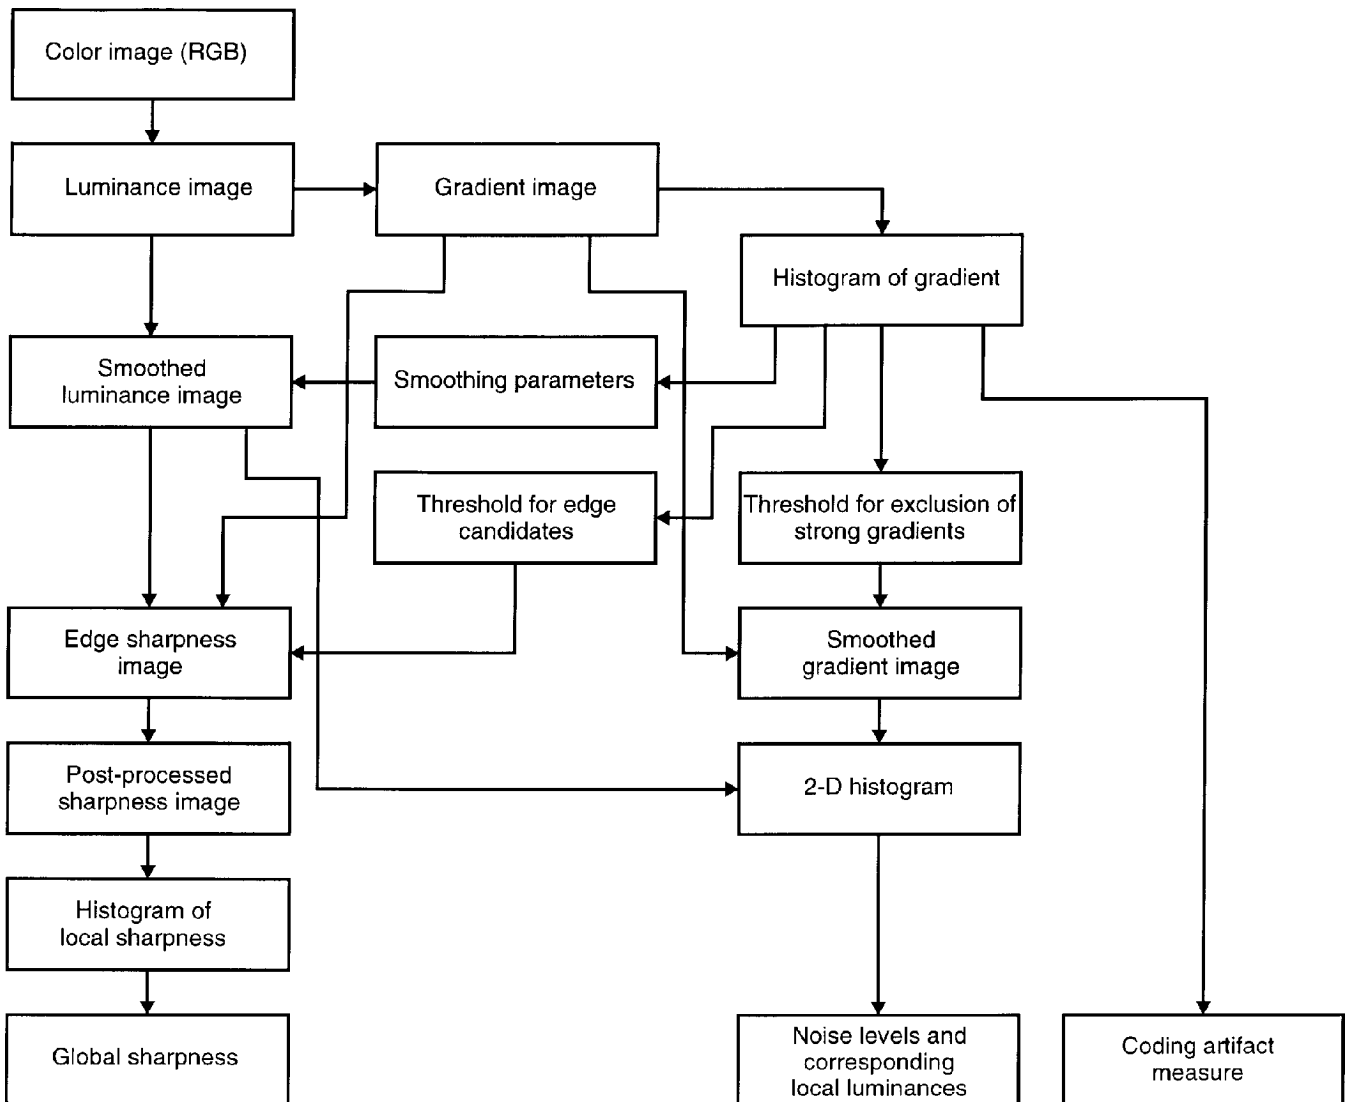 Color image (RGB)
Luminance image
Gradient image
Histogram of gradient
Smoothed
luminance image
Smoothing parameters
Threshold for edge
candidates
Threshold for exclusion of
strong gradients
Edge sharpness
image
Smoothed
gradient image
Post-processed
sharpness image
2-D histogram
Histogram of
local sharpness
Global sharpness
Noise levels and
corresponding
local luminances
Coding artifact
measure